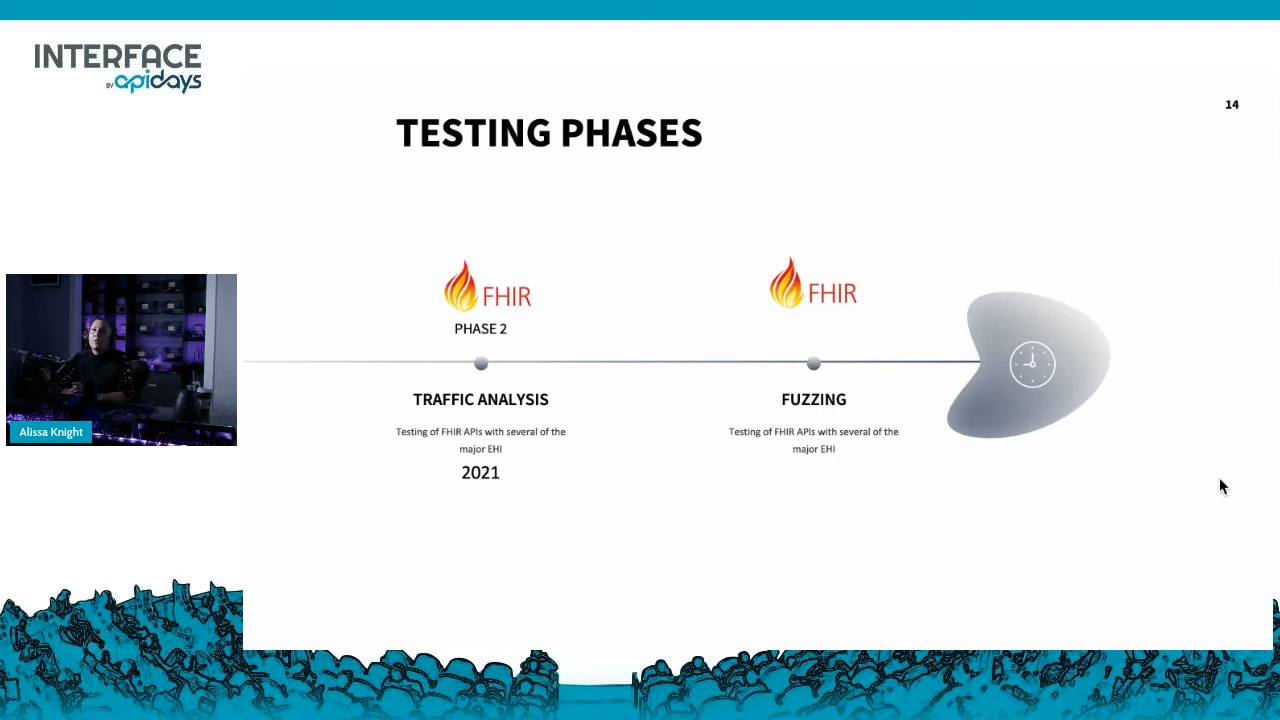 INTERFACE
BY apidays
14
TESTING PHASES
FHIR
FHIR
PHASE 2
TRAFFIC ANALYSIS
FUZZING
Testing of FHIR APIs with several of the
major EHI
Testing of FHIR APIs with several of the
major EHI
2021
Alissa Knight